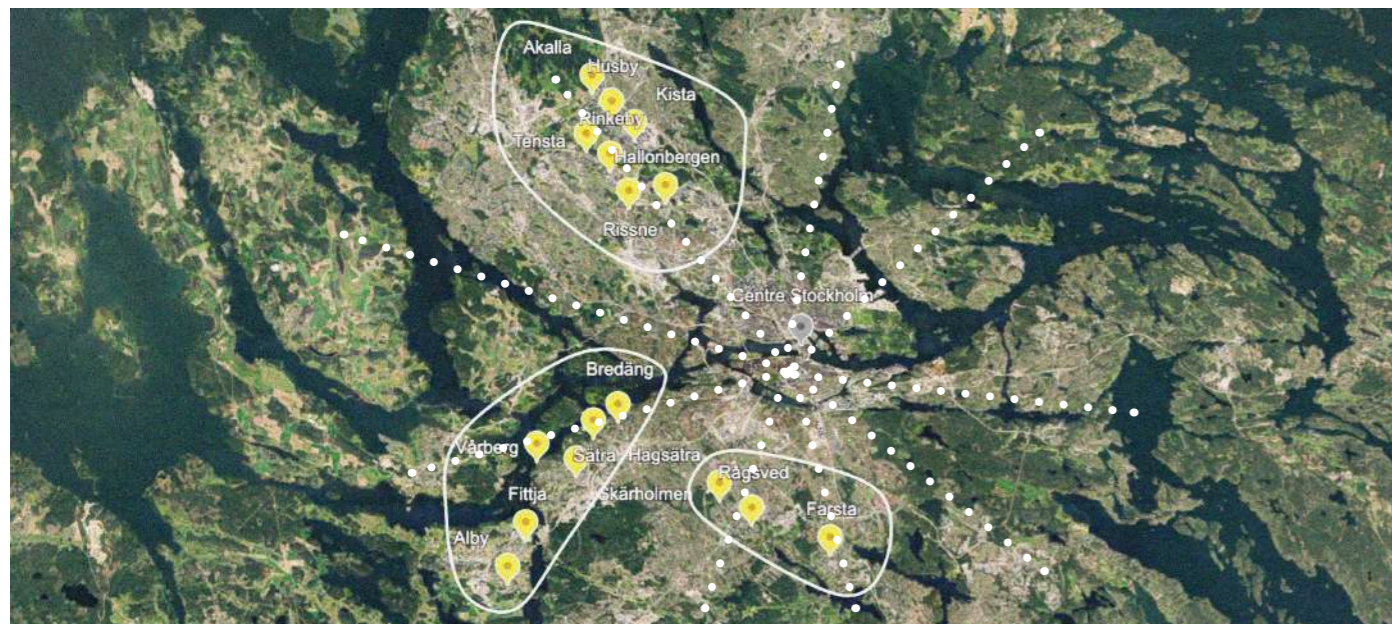 Akalla
Husby
Kista
Rinkeby
Tensta
Hallonbergen
Rissne
Centre Stockholm
Bredäng
Vårberg
Sätra
Hagsätra
Rågsved
Fittja
Skärholmen
Farsta
Alby